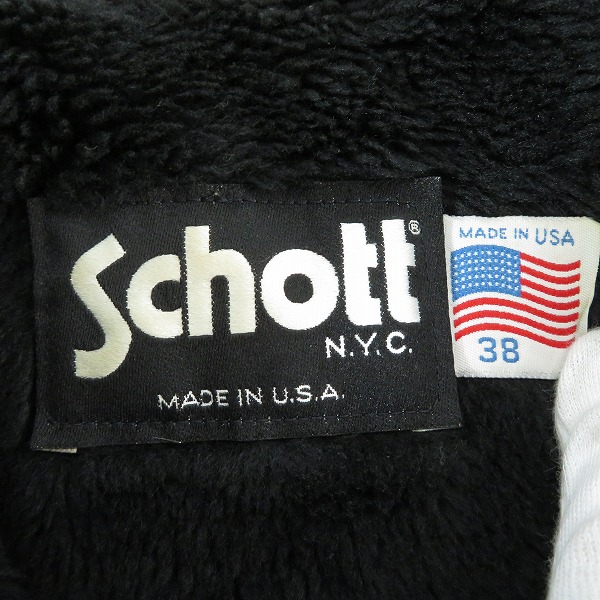 Schott®
N.Y.C.
MADE IN U.S.A.
MADE IN USA
38